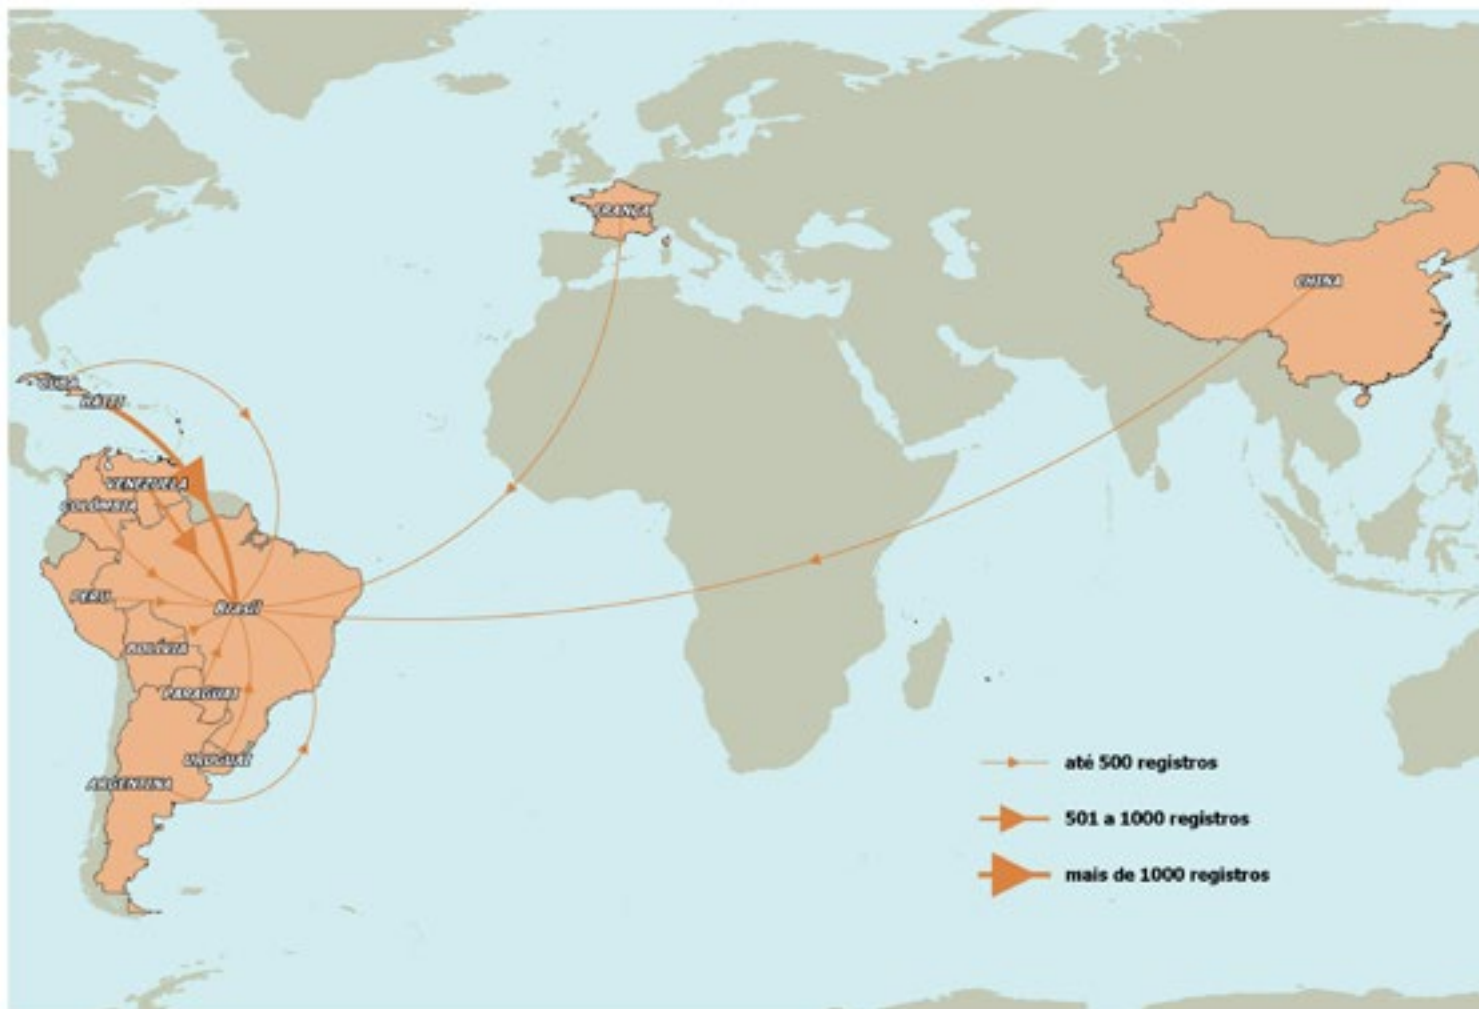 FRANÇA
CHINA
CUBA
HAITI
VENEZUELA
COLÔMBIA
PERU
Brasil
BOLÍVIA
PARAGUAI
URUGUAI
ARGENTINA
até 500 registros
501 a 1000 registros
mais de 1000 registros